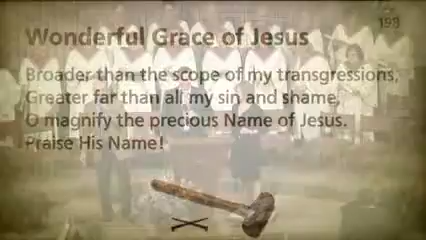 193
Wonderful Grace of Jesus
Broader than the scope of my transgressions,
Greater far than all my sin and shame,
O magnify the precious Name of Jesus.
Praise His Name!